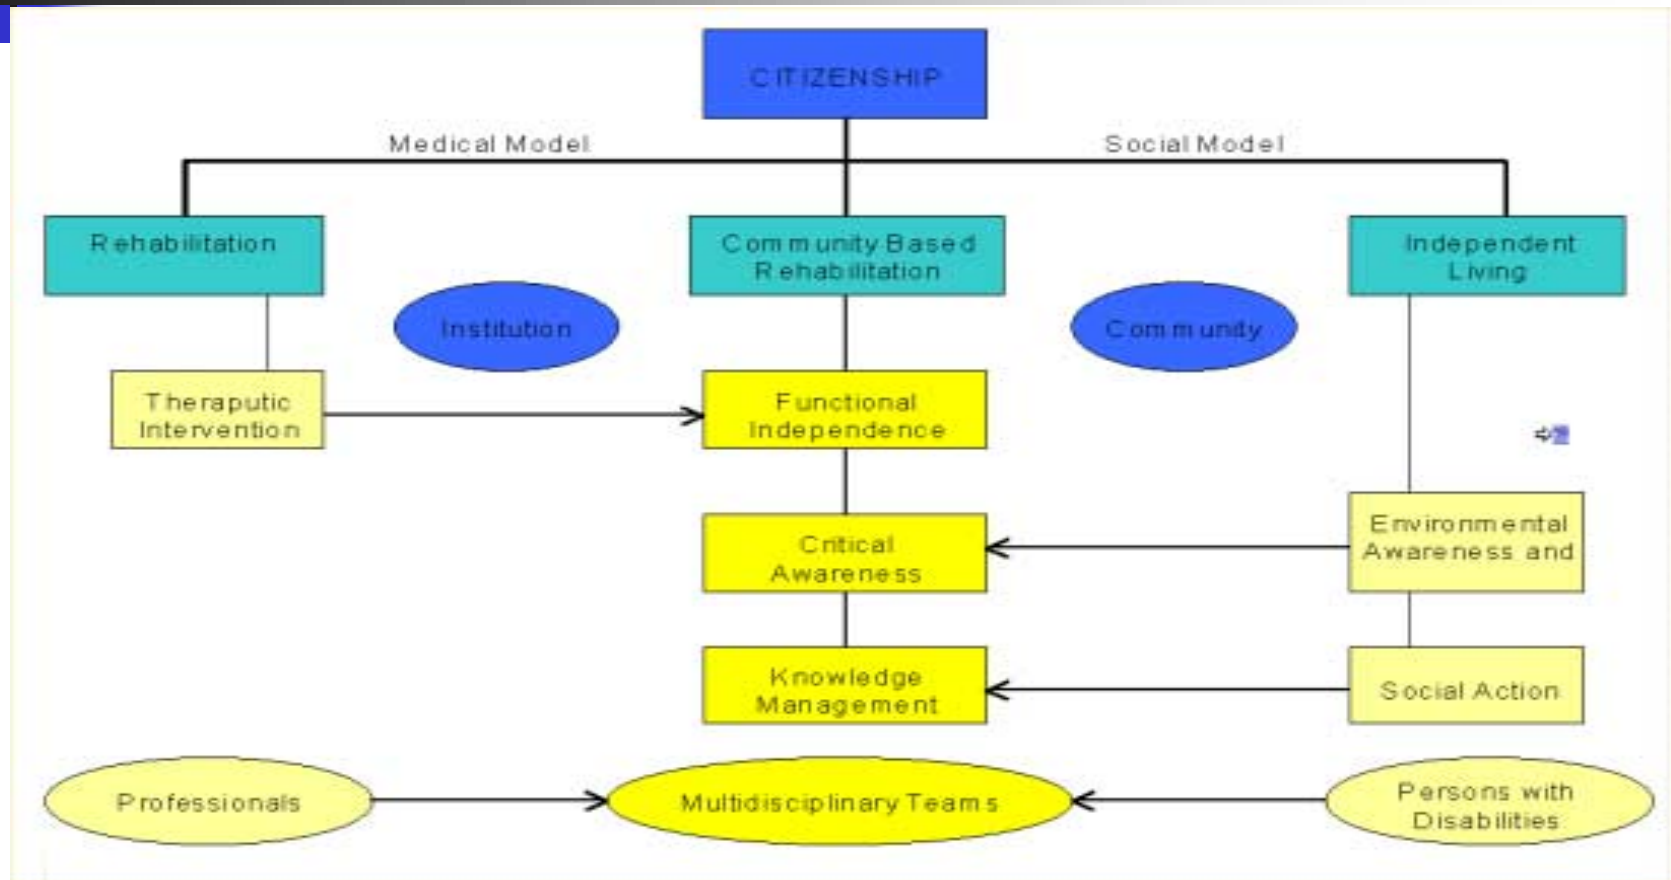 CITIZENSHIP
Medical Model
Social Model
Rehabilitation
Community Based
Rehabilitation
Independent
Living
Institution
Community
Theraputic
Intervention
Functional
Independence
Critical
Awareness
Environmental
Awareness and
Knowledge
Management
Social Action
Professionals
Multidisciplinary Teams
Persons with
Disabilities